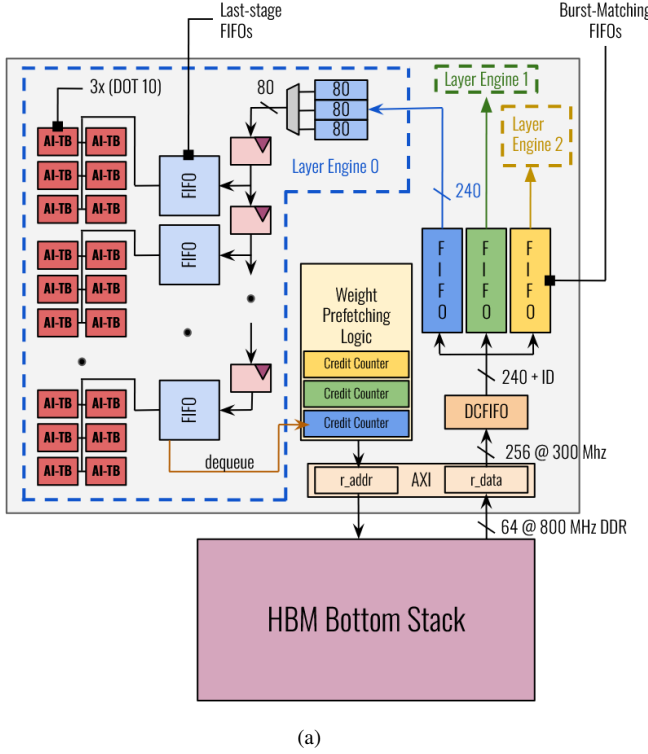 Last-stage
FIFOs
Burst-Matching
FIFOs
3x (DOT 10)
80
80
80
80
Layer Engine 1
Layer
Engine 2
Layer Engine 0
AI-TB AI-TB
AI-TB AI-TB
AI-TB AI-TB
FIFO
240
AI-TB AI-TB
AI-TB AI-TB
AI-TB AI-TB
FIFO
FIFO
FIFO
FIFO
Weight
Prefetching
Logic
Credit Counter
Credit Counter
Credit Counter
240 + ID
DCFIFO
AI-TB AI-TB
AI-TB AI-TB
AI-TB AI-TB
FIFO
dequeue
256 @ 300 Mhz
r_addr AXI r_data
64 @ 800 MHz DDR
HBM Bottom Stack
(a)